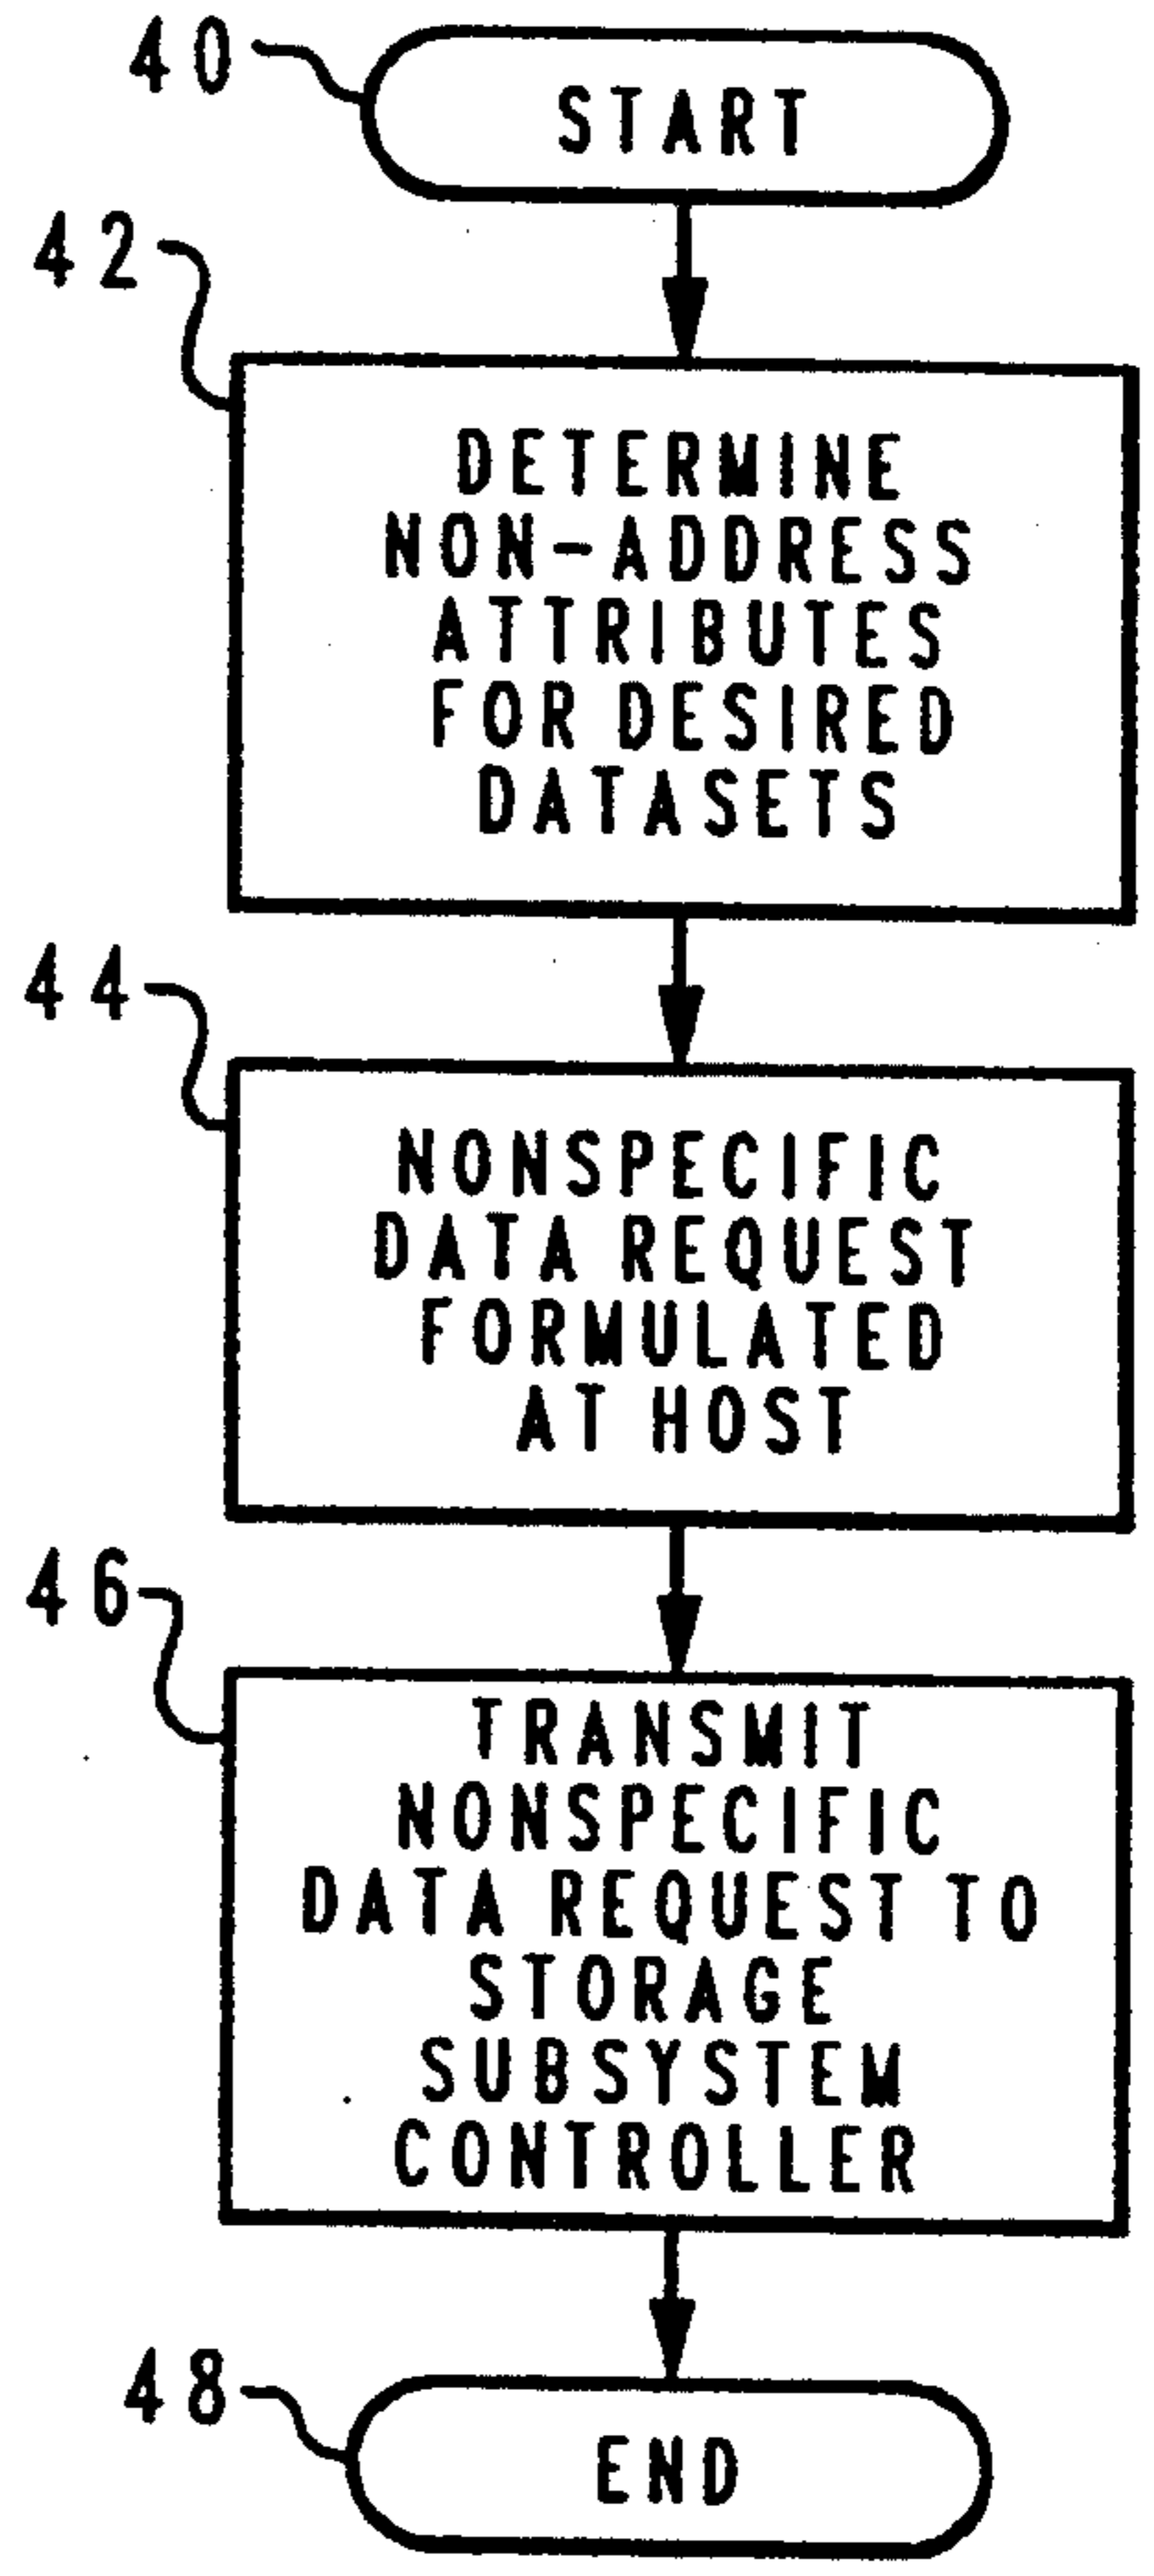 40
START
42
DETERMINE
NON-ADDRESS
ATTRIBUTES
FOR DESIRED
DATASETS
44
NONSPECIFIC
DATA REQUEST
FORMULATED
AT HOST
46
TRANSMIT
NONSPECIFIC
DATA REQUEST TO
STORAGE
SUBSYSTEM
CONTROLLER
48
END